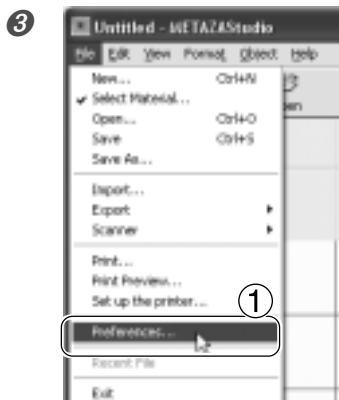 3
Untitled - METAZAStudio
File Edit View Format Object Help
New... Ctrl+N
✓ Select Material...
Open... Ctrl+O
Save Ctrl+S
Save As...
Import...
Export
Scanner
Print...
Print Preview...
Set up the printer...
1
Preferences...
Recent File
Exit